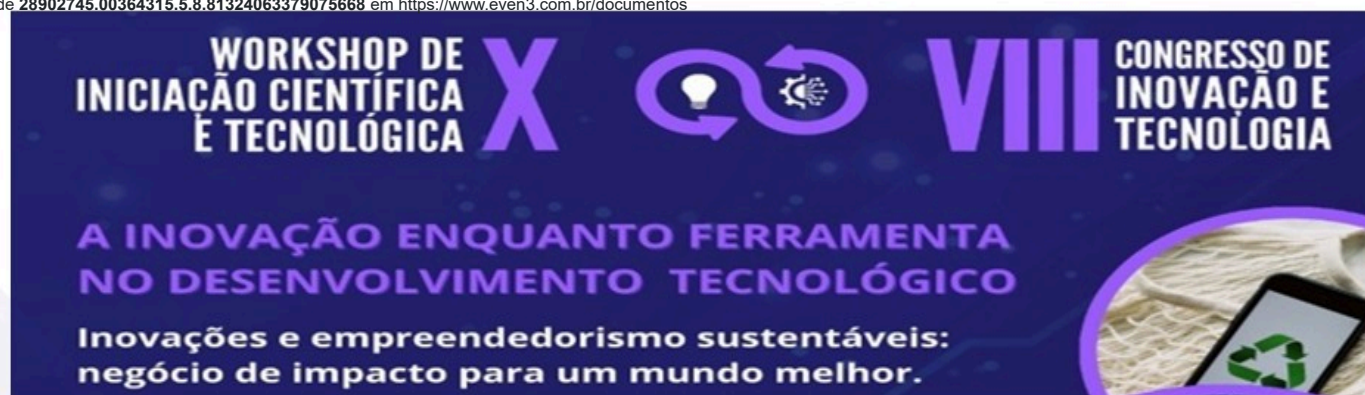 de 28902745.00364315.5.8.81324063379075668 em https://www.even3.com.br/documentos
WORKSHOP DE
INICIAÇÃO CIENTÍFICA
E TECNOLÓGICA
X
VIII
CONGRESSO DE
INOVAÇÃO E
TECNOLOGIA
A INOVAÇÃO ENQUANTO FERRAMENTA
NO DESENVOLVIMENTO TECNOLÓGICO
Inovações e empreendedorismo sustentáveis:
negócio de impacto para um mundo melhor.